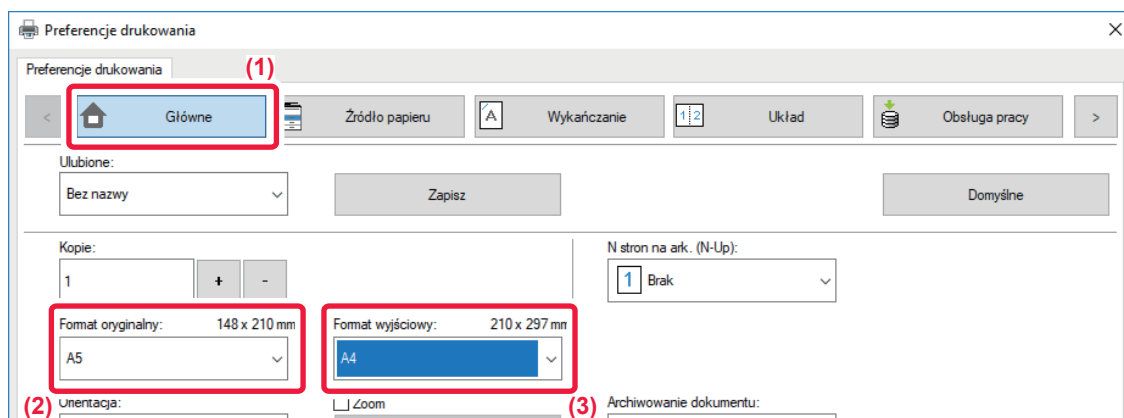 Preferencje drukowania
Preferencje drukowania
(1)
< Główne Źródło papieru A Wykańczanie 1 2 Układ Obsługa pracy >
Ulubione:
Bez nazwy Zapisz Domyślne
Kopie: N stron na ark. (N-Up):
1 + - 1 Brak
Format oryginalny: 148 x 210 mm Format wyjściowy: 210 x 297 mm
A5 A4
(2) Orientacja: Zoom (3) Archiwowanie dokumentu: